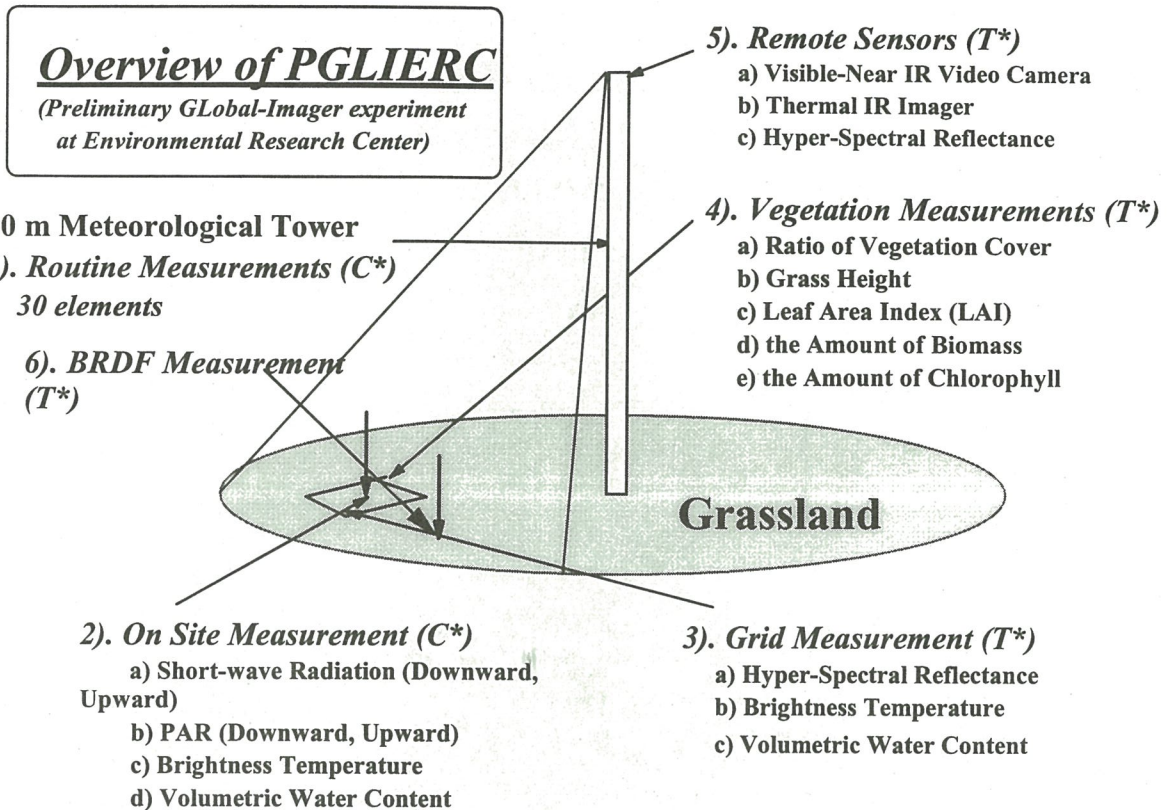 Overview of PGLIERC
(Preliminary GLobal-Imager experiment
at Environmental Research Center)
0 m Meteorological Tower
). Routine Measurements (C*)
30 elements
6). BRDF Measurement
(T*)
5). Remote Sensors (T*)
a) Visible-Near IR Video Camera
b) Thermal IR Imager
c) Hyper-Spectral Reflectance
4). Vegetation Measurements (T*)
a) Ratio of Vegetation Cover
b) Grass Height
c) Leaf Area Index (LAI)
d) the Amount of Biomass
e) the Amount of Chlorophyll
Grassland
2). On Site Measurement (C*)
a) Short-wave Radiation (Downward,
Upward)
b) PAR (Downward, Upward)
c) Brightness Temperature
d) Volumetric Water Content
3). Grid Measurement (T*)
a) Hyper-Spectral Reflectance
b) Brightness Temperature
c) Volumetric Water Content